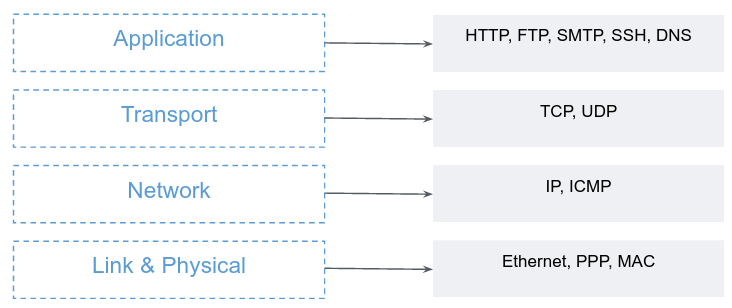 Application
HTTP, FTP, SMTP, SSH, DNS
Transport
TCP, UDP
Network
IP, ICMP
Link & Physical
Ethernet, PPP, MAC